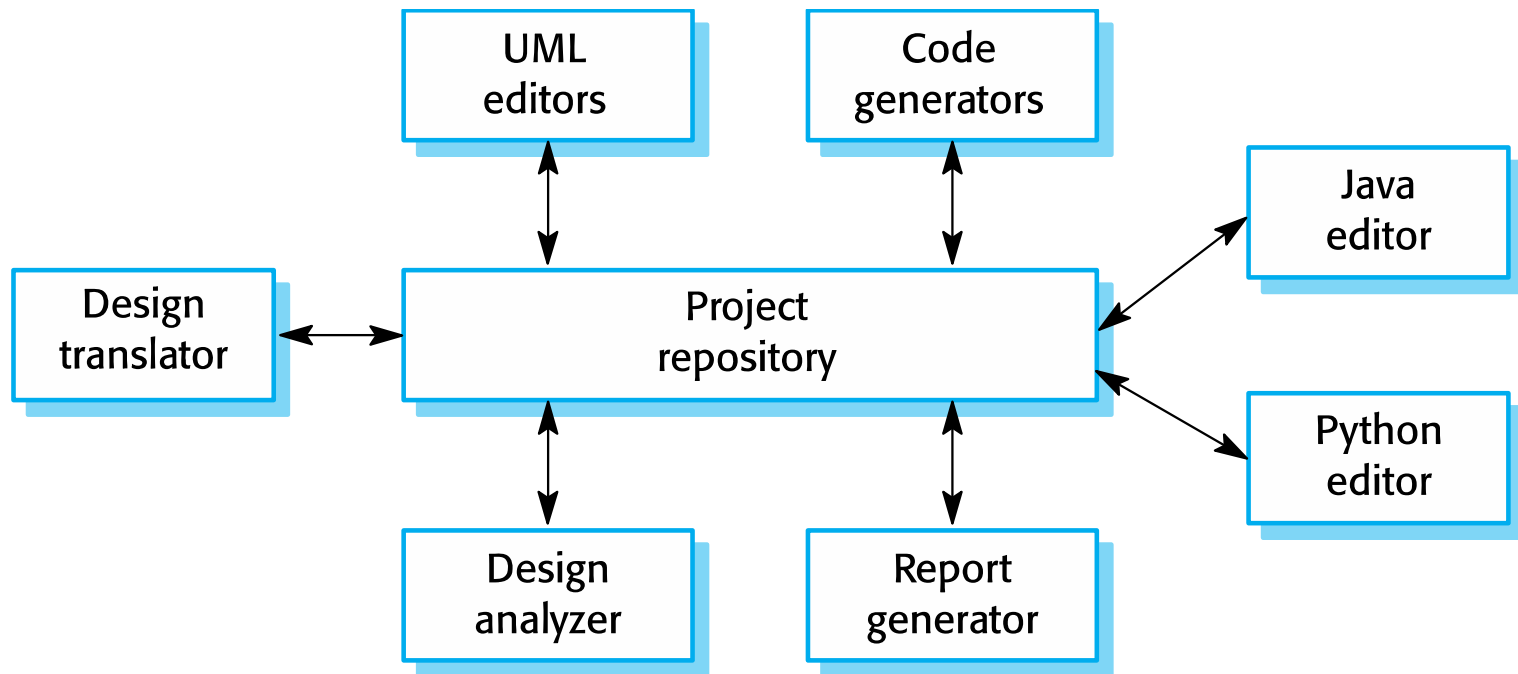 UML
editors
Code
generators
Java
editor
Design
translator
Project
repository
Python
editor
Design
analyzer
Report
generator